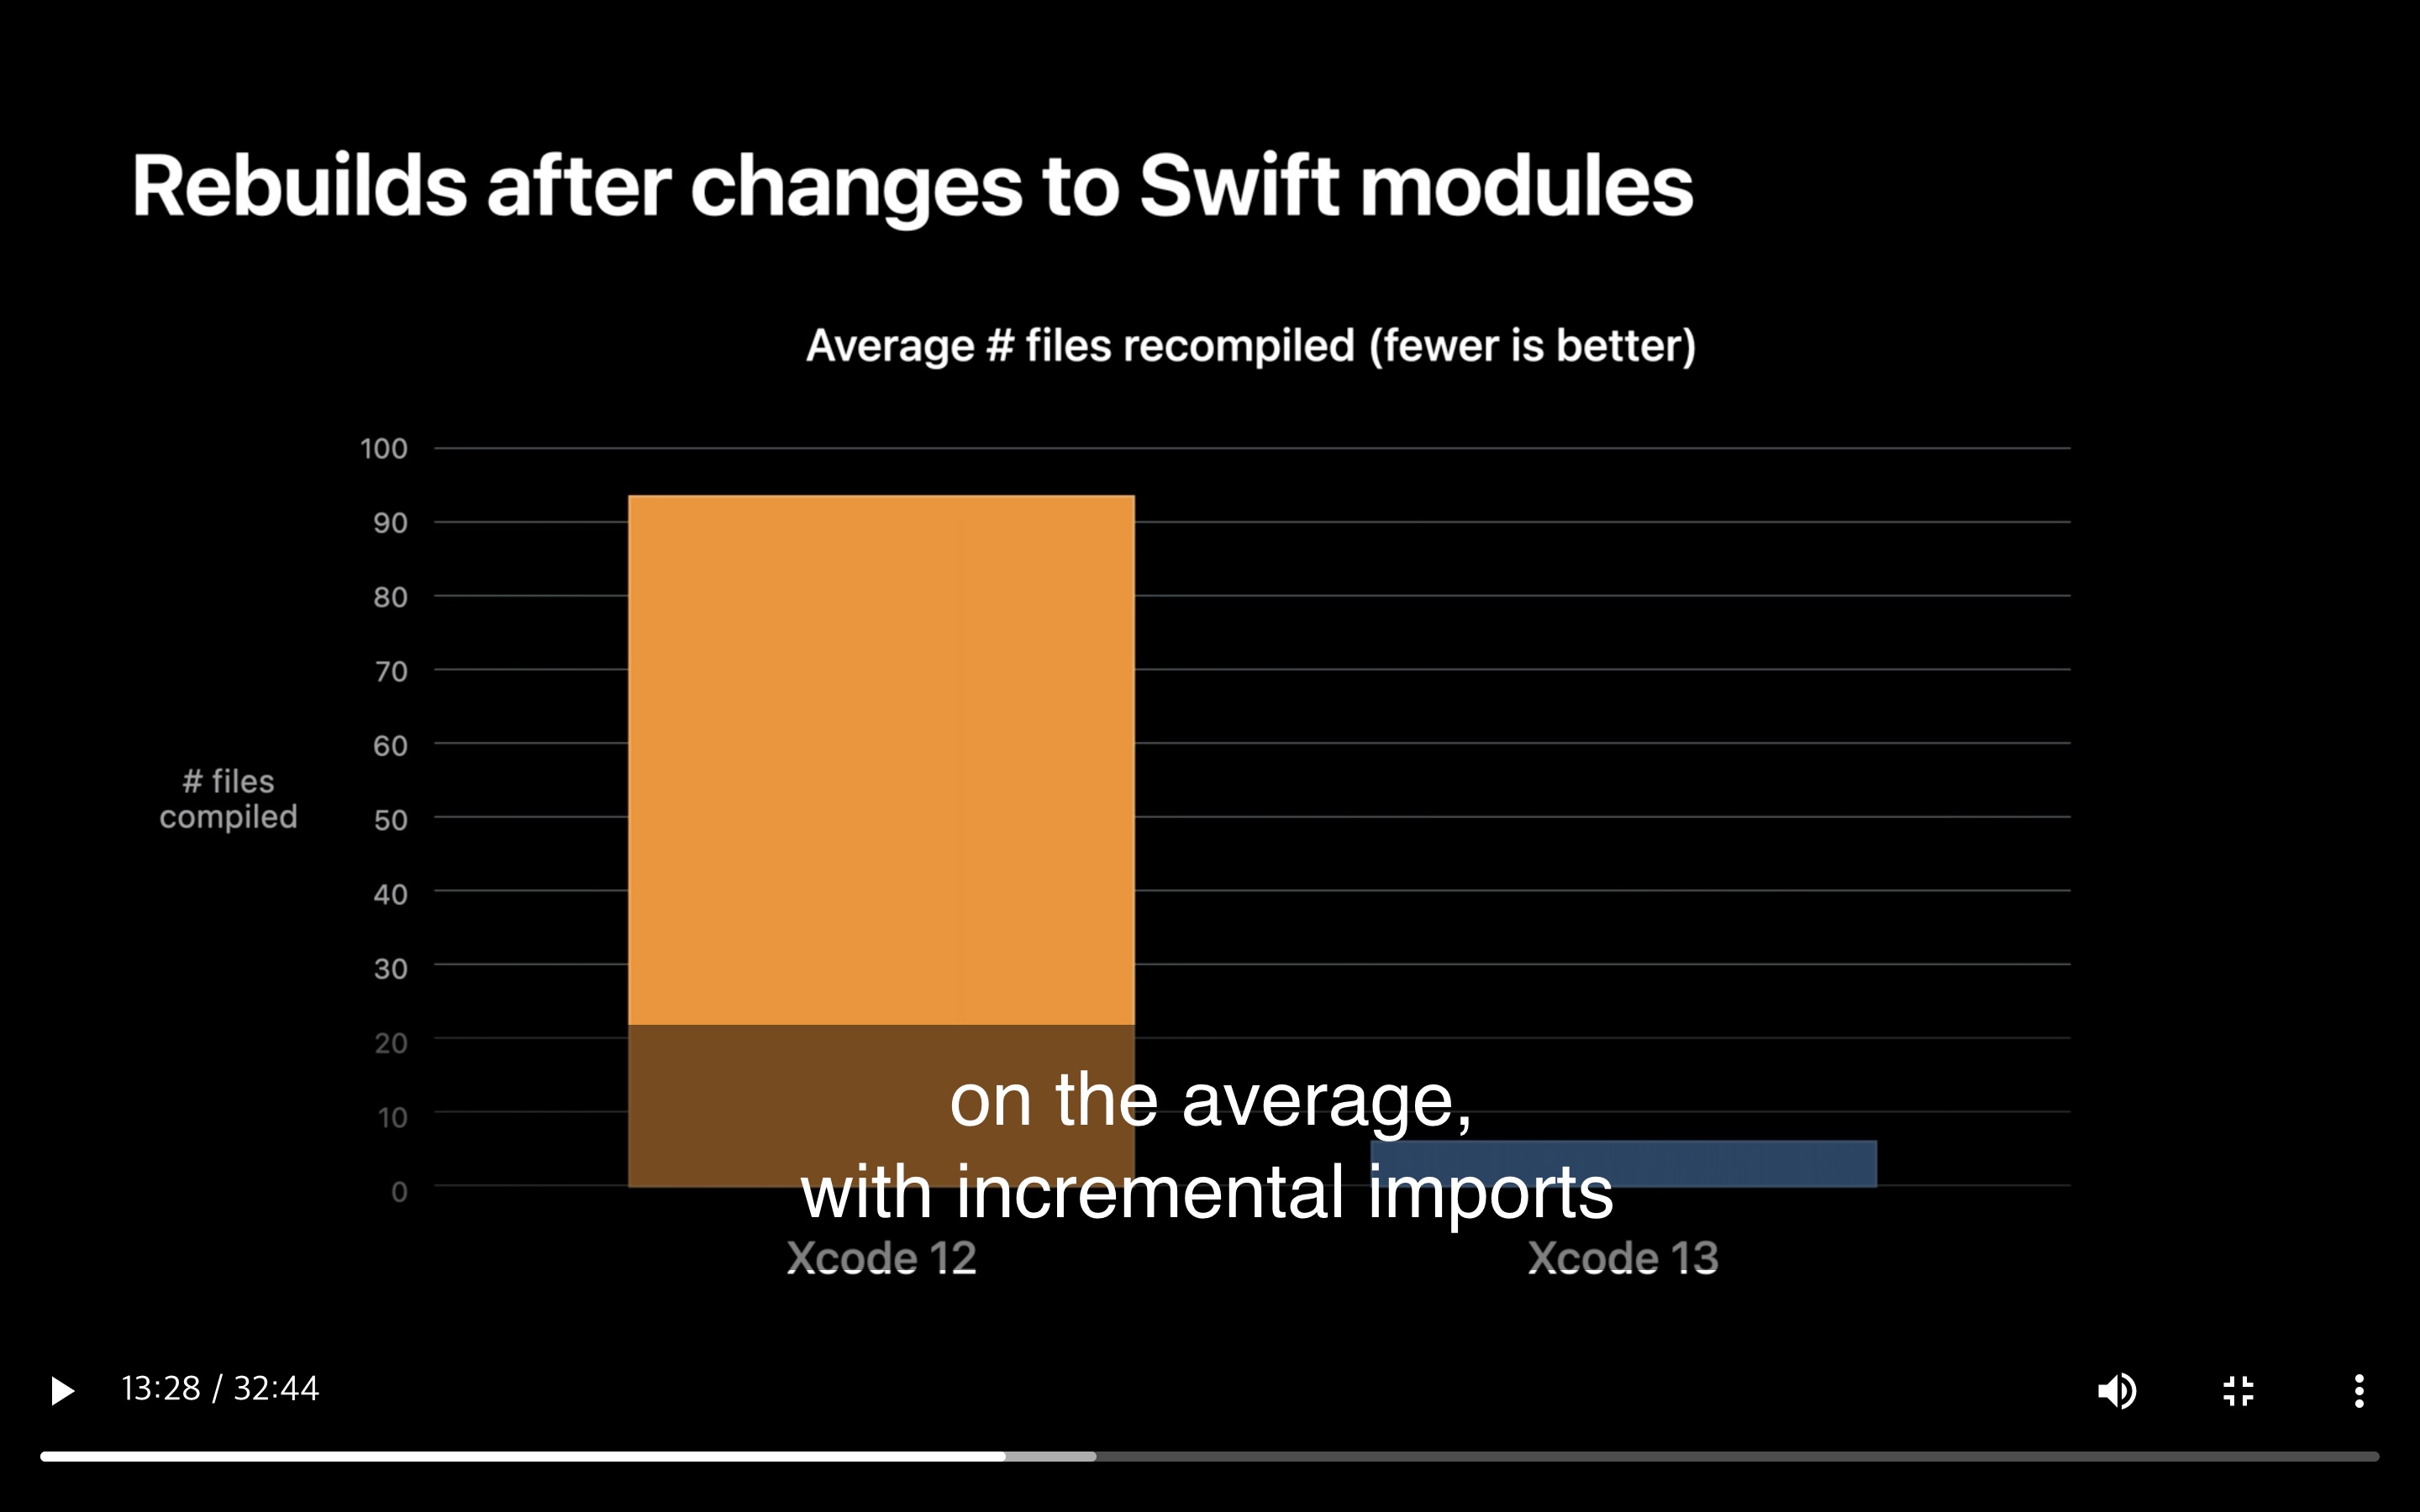 Rebuilds after changes to Swift modules
Average # files recompiled (fewer is better)
100
90
80
70
60
# files
compiled
50
40
30
20
10
0
on the average,
with incremental imports
Xcode 12
Xcode 13
13:28 / 32:44